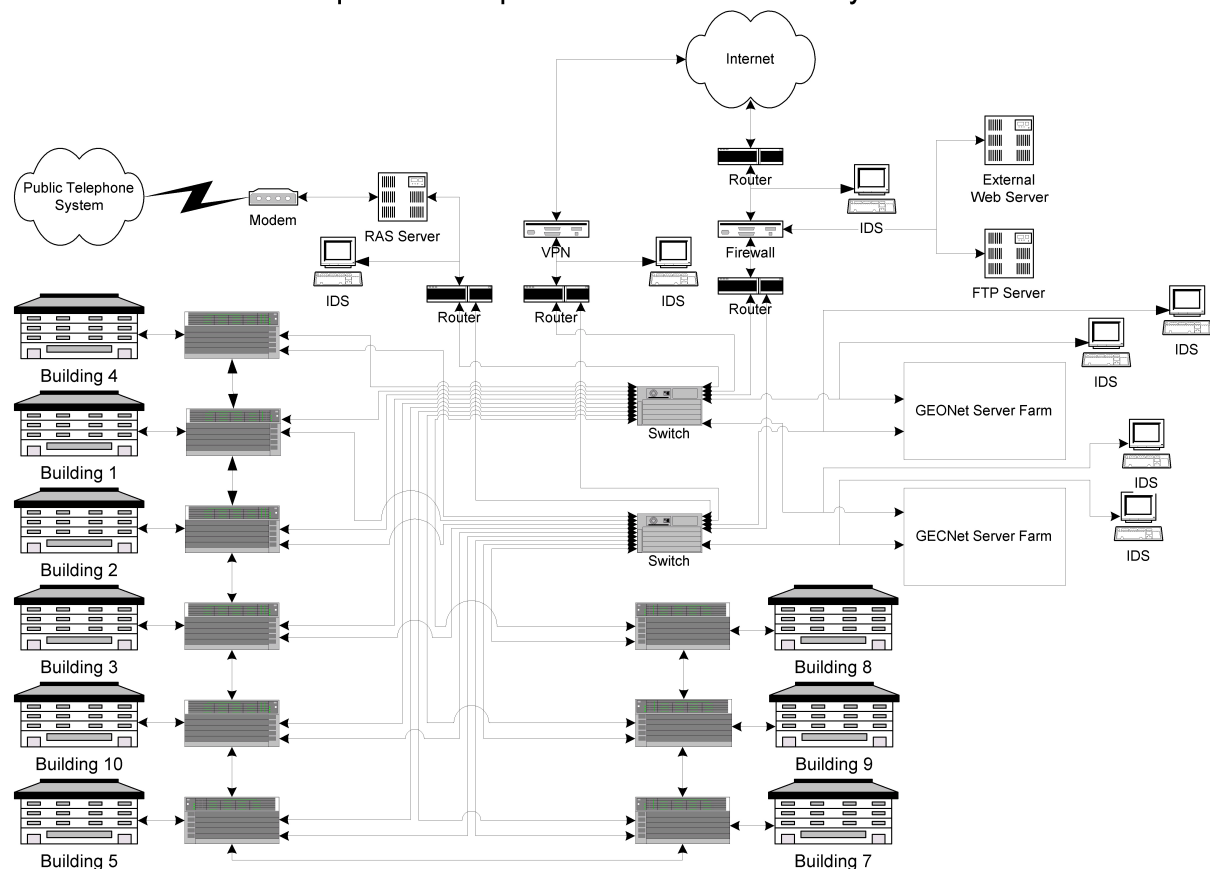 Internet
Public Telephone
System
Modem
RAS Server
IDS
Router
VPN
Router
IDS
Router
Firewall
Router
IDS
External
Web Server
FTP Server
IDS
IDS
Building 4
Building 1
Building 2
Building 3
Building 10
Building 5
Switch
Switch
GEONet Server Farm
IDS
GECNet Server Farm
IDS
Building 8
Building 9
Building 7